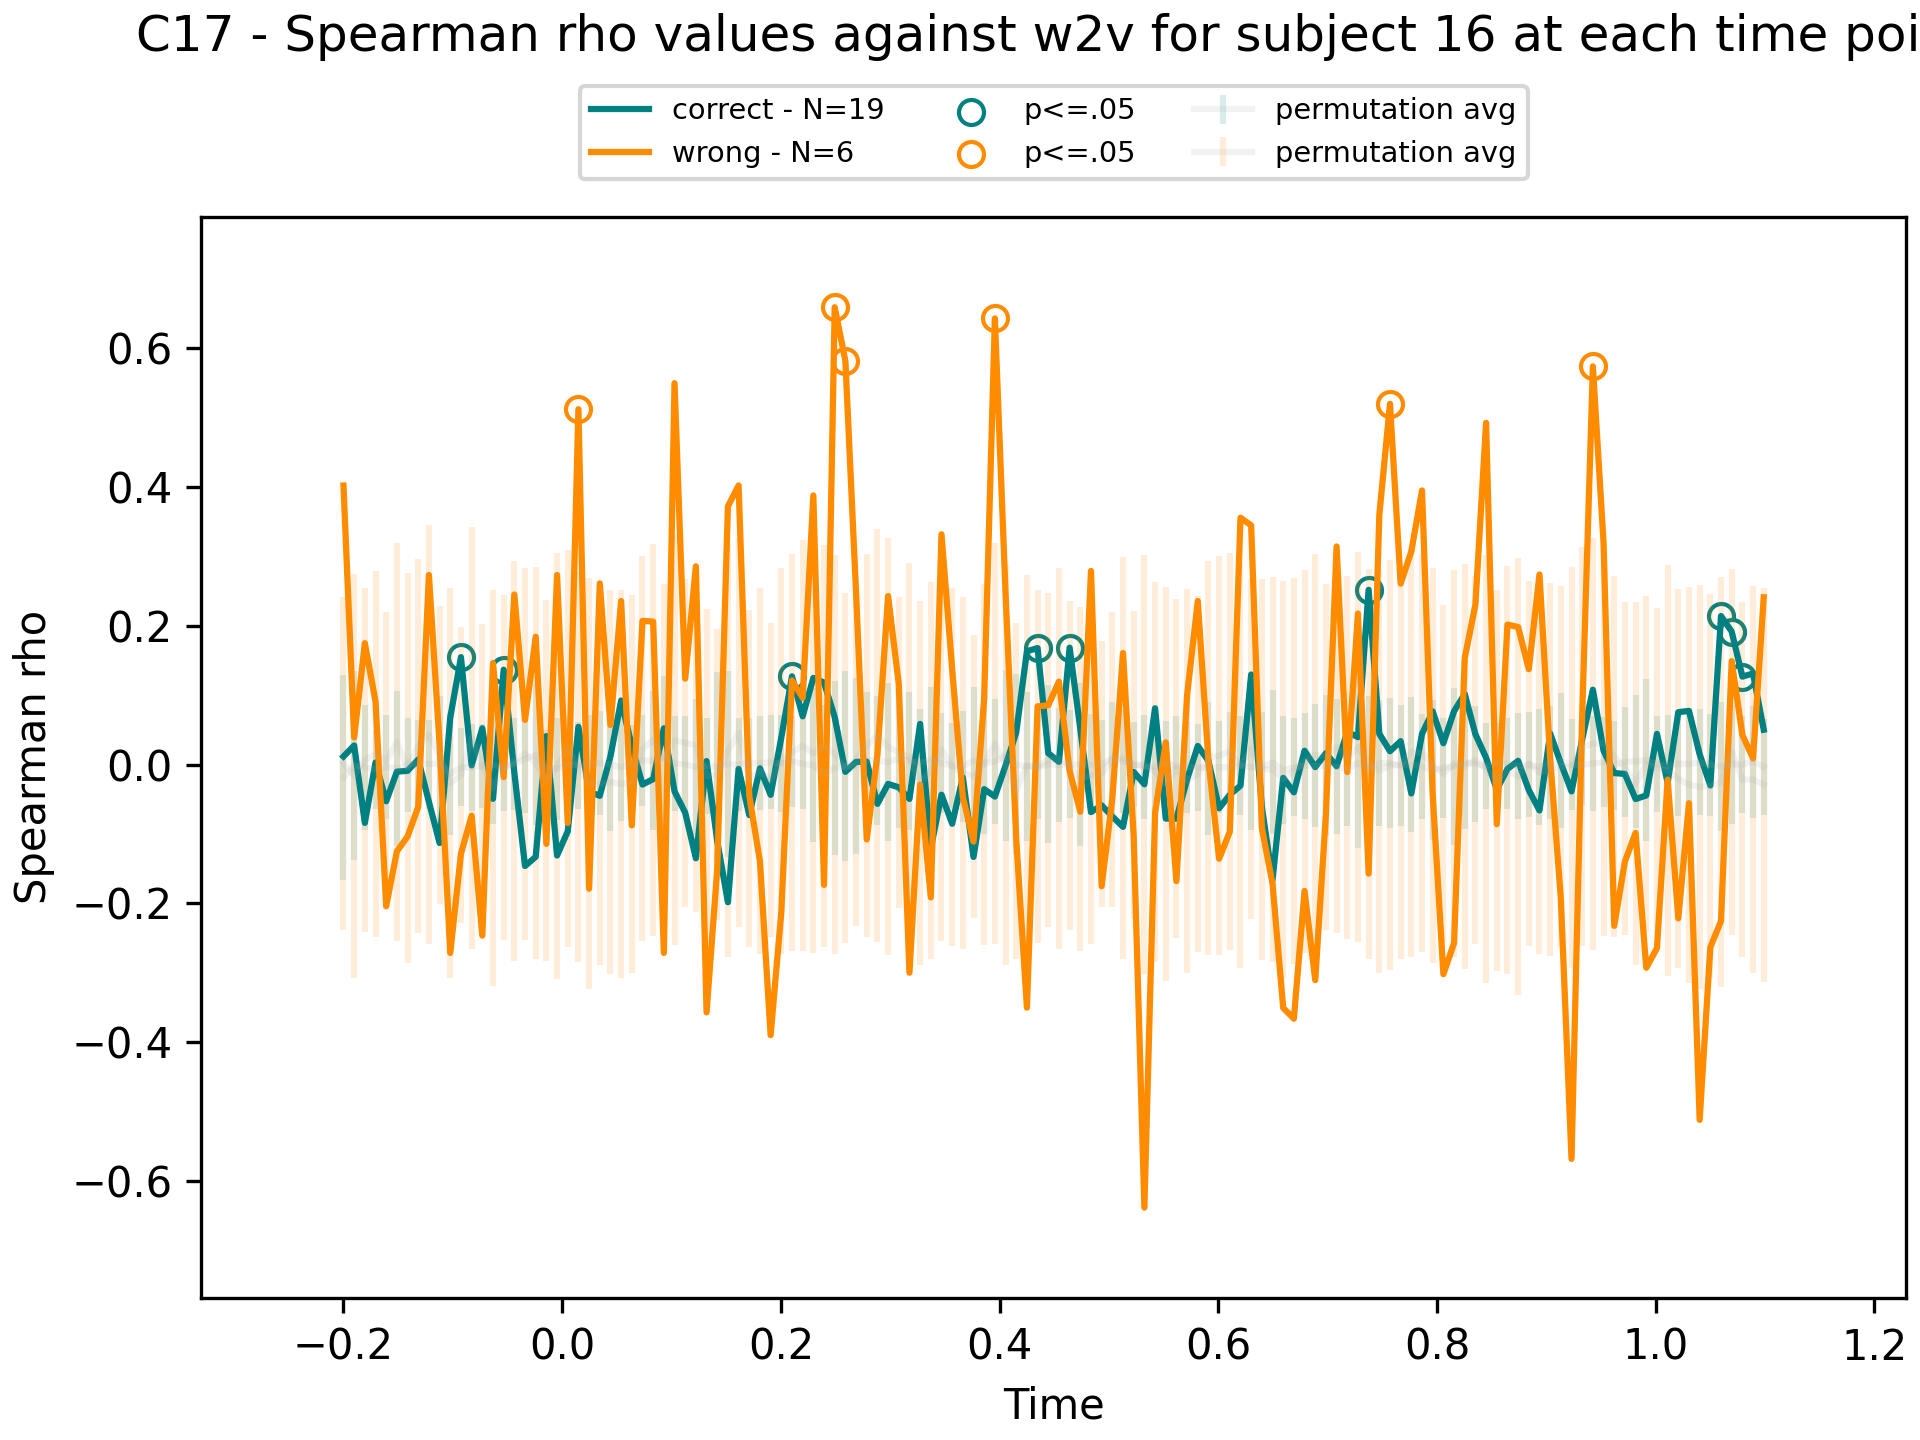 C17 - Spearman rho values against w2v for subject 16 at each time poi
correct - N=19
wrong - N=6
p<=.05
p<=.05
permutation avg
permutation avg
Spearman rho
0.6
0.4
0.2
0.0
−0.2
−0.4
−0.6
−0.2 0.0 0.2 0.4 0.6 0.8 1.0 1.2
Time